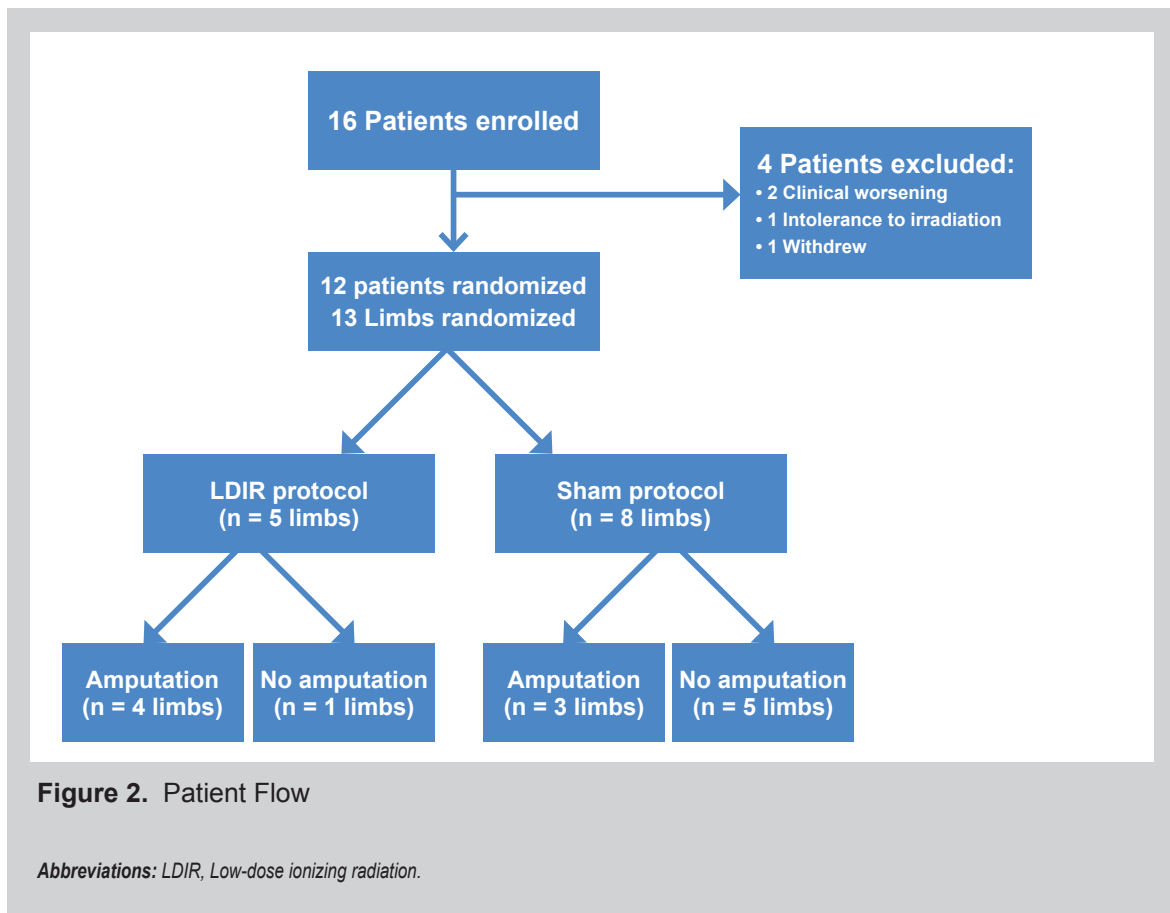 16 Patients enrolled
4 Patients excluded:
• 2 Clinical worsening
• 1 Intolerance to irradiation
• 1 Withdrew
12 patients randomized
13 Limbs randomized
LDIR protocol
(n = 5 limbs)
Sham protocol
(n = 8 limbs)
Amputation
(n = 4 limbs)
No amputation
(n = 1 limbs)
Amputation
(n = 3 limbs)
No amputation
(n = 5 limbs)
Figure 2. Patient Flow
Abbreviations: LDIR, Low-dose ionizing radiation.